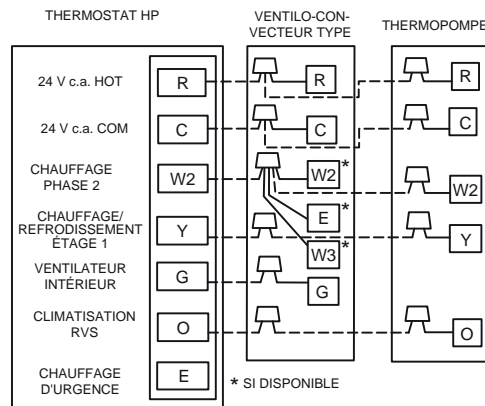 THERMOSTAT HP
VENTILO-CON-
VECTEUR TYPE
THERMOPOMPE
24 V c.a. HOT
R
R
R
24 V c.a. COM
C
C
C
CHAUFFAGE
PHASE 2
W2
W2 *
W2
E *
W3 *
CHAUFFAGE/
REFRODISSEMENT
ÉTAGE 1
Y
Y
VENTILATEUR
INTÉRIEUR
G
G
CLIMATISATION
RVS
O
O
CHAUFFAGE
D'URGENCE
E
* SI DISPONIBLE